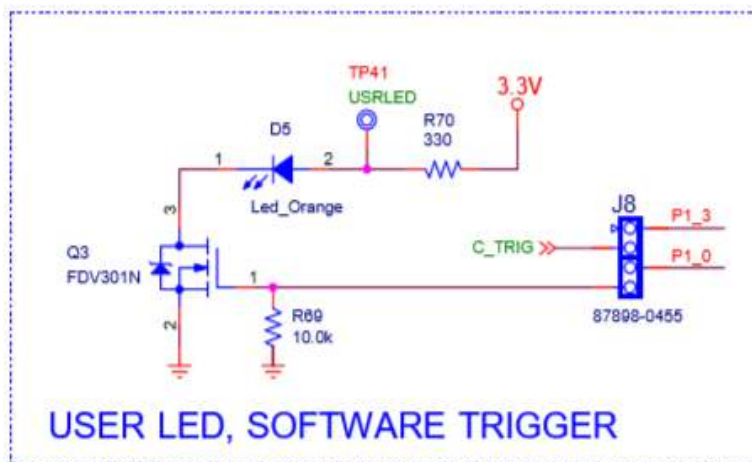 TP41
USRLED
3.3V
R70
330
D5
1
2
Led_Orange
J8
P1_3
C_TRIG
P1_0
3
Q3
FDV301N
1
2
R69
10.0k
87898-0455
USER LED, SOFTWARE TRIGGER